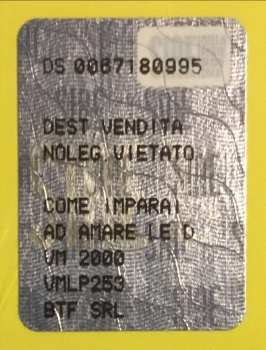 DS 0067180995
DEST VENDITA
NOLEG VIETATO
COME IMPARAI
AD AMARE LE D
VM 2000
VMLP253
BTF SRL